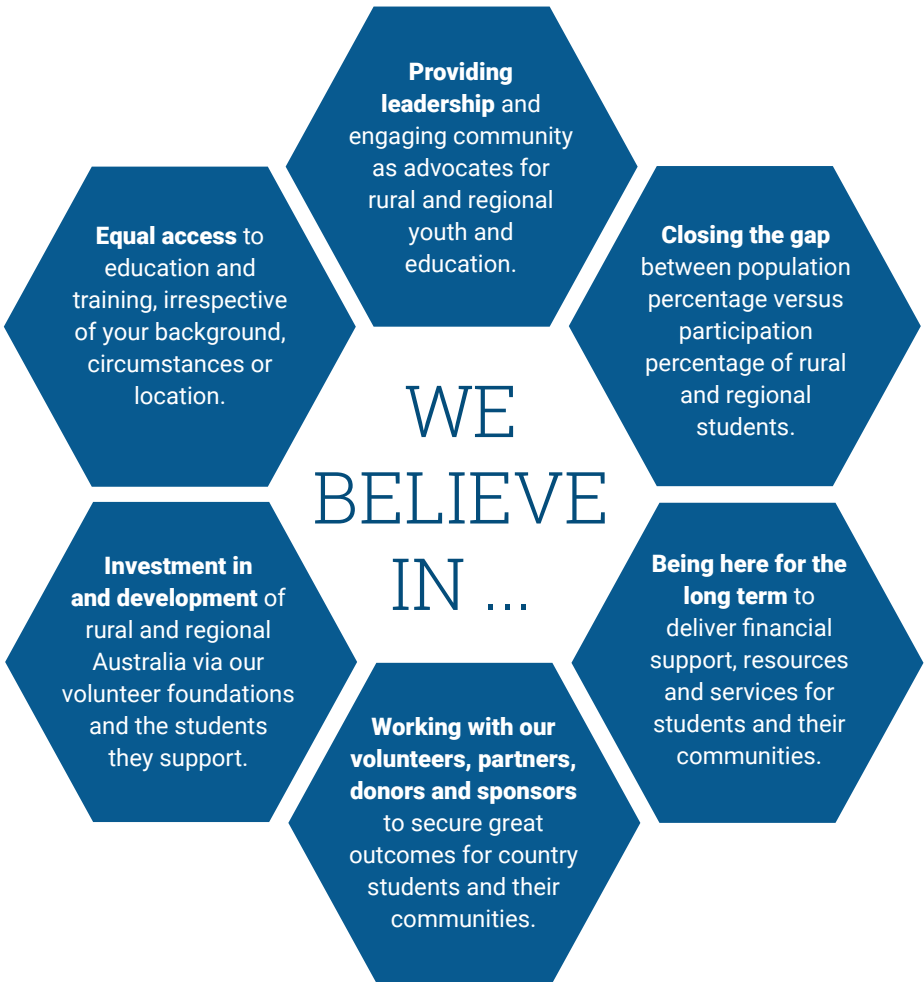 Providing
leadership and
engaging community
as advocates for
rural and regional
youth and
education.
Equal access to
education and
training, irrespective
of your background,
circumstances or
location.
Closing the gap
between population
percentage versus
participation
percentage of rural
and regional
students.
WE
BELIEVE
IN ...
Investment in
and development of
rural and regional
Australia via our
volunteer foundations
and the students
they support.
Being here for the
long term to
deliver financial
support, resources
and services for
students and their
communities.
Working with our
volunteers, partners,
donors and sponsors
to secure great
outcomes for country
students and their
communities.